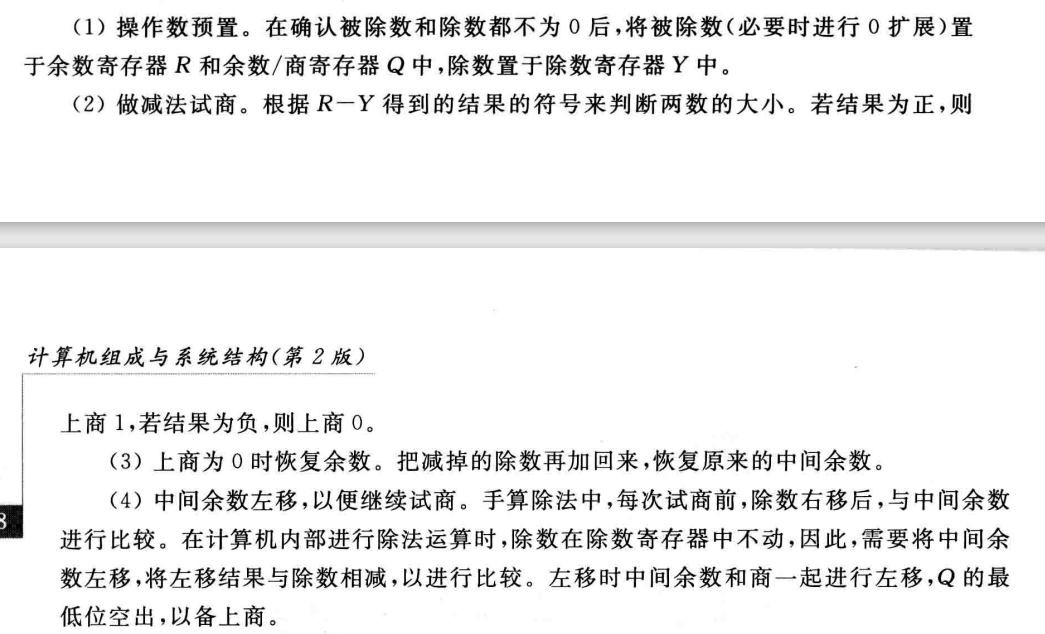 (1) 操作数预置。在确认被除数和除数都不为 0 后,将被除数(必要时进行 0 扩展)置
于余数寄存器 R 和余数/商寄存器 Q 中,除数置于除数寄存器 Y 中。
(2) 做减法试商。根据 R-Y 得到的结果的符号来判断两数的大小。若结果为正,则
计算机组成与系统结构(第 2 版)
上商 1,若结果为负,则上商 0。
(3) 上商为 0 时恢复余数。把减掉的除数再加回来,恢复原来的中间余数。
(4) 中间余数左移,以便继续试商。手算除法中,每次试商前,除数右移后,与中间余数
进行比较。在计算机内部进行除法运算时,除数在除数寄存器中不动,因此,需要将中间余
数左移,将左移结果与除数相减,以进行比较。左移时中间余数和商一起进行左移,Q 的最
低位空出,以备上商。